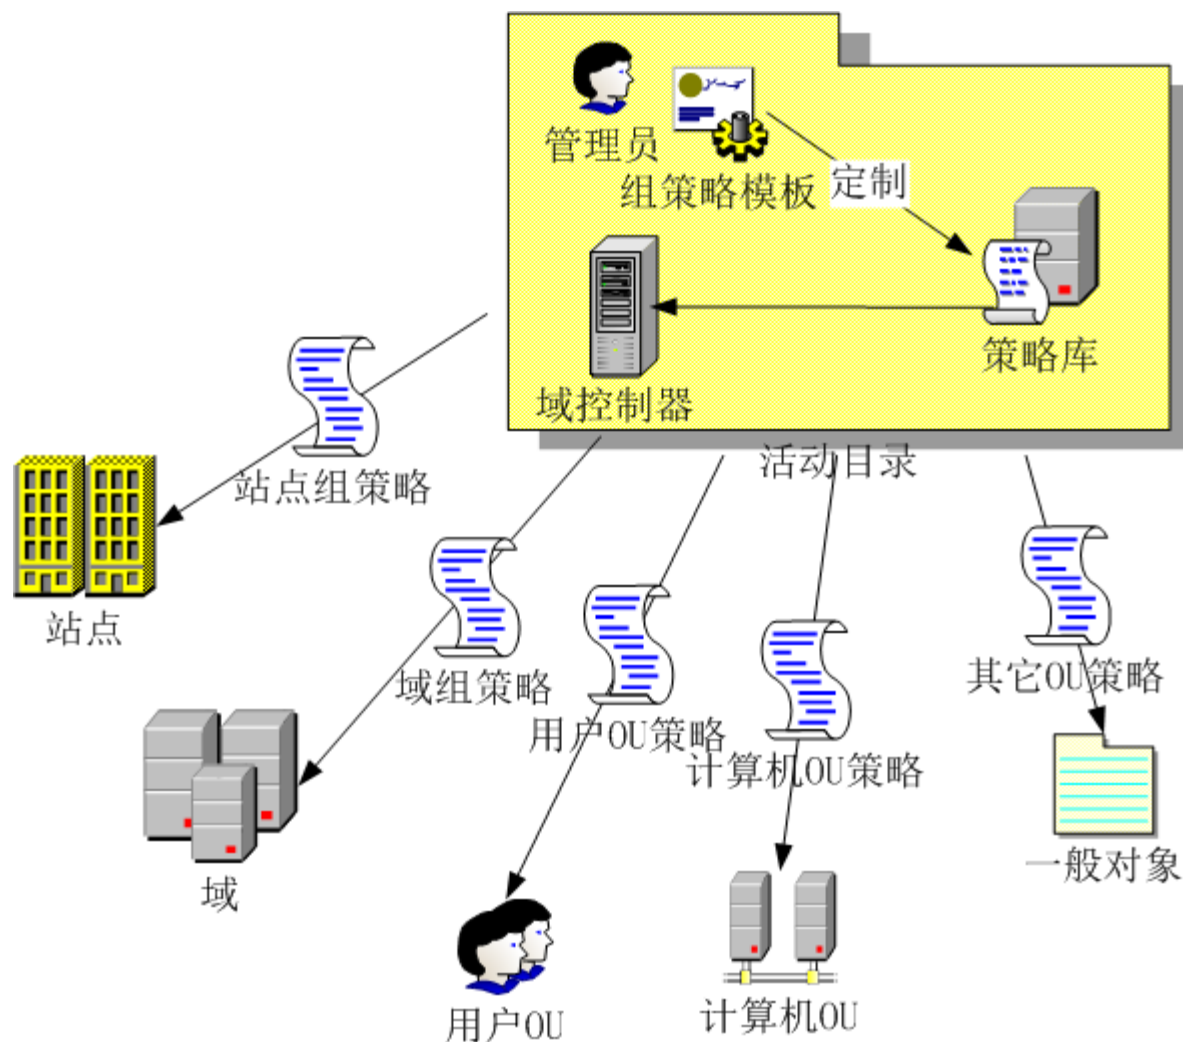 管理员
组策略模板
定制
策略库
域控制器
活动目录
站点组策略
站点
域组策略
用户OU策略
计算机OU策略
其它OU策略
域
一般对象
用户OU
计算机OU